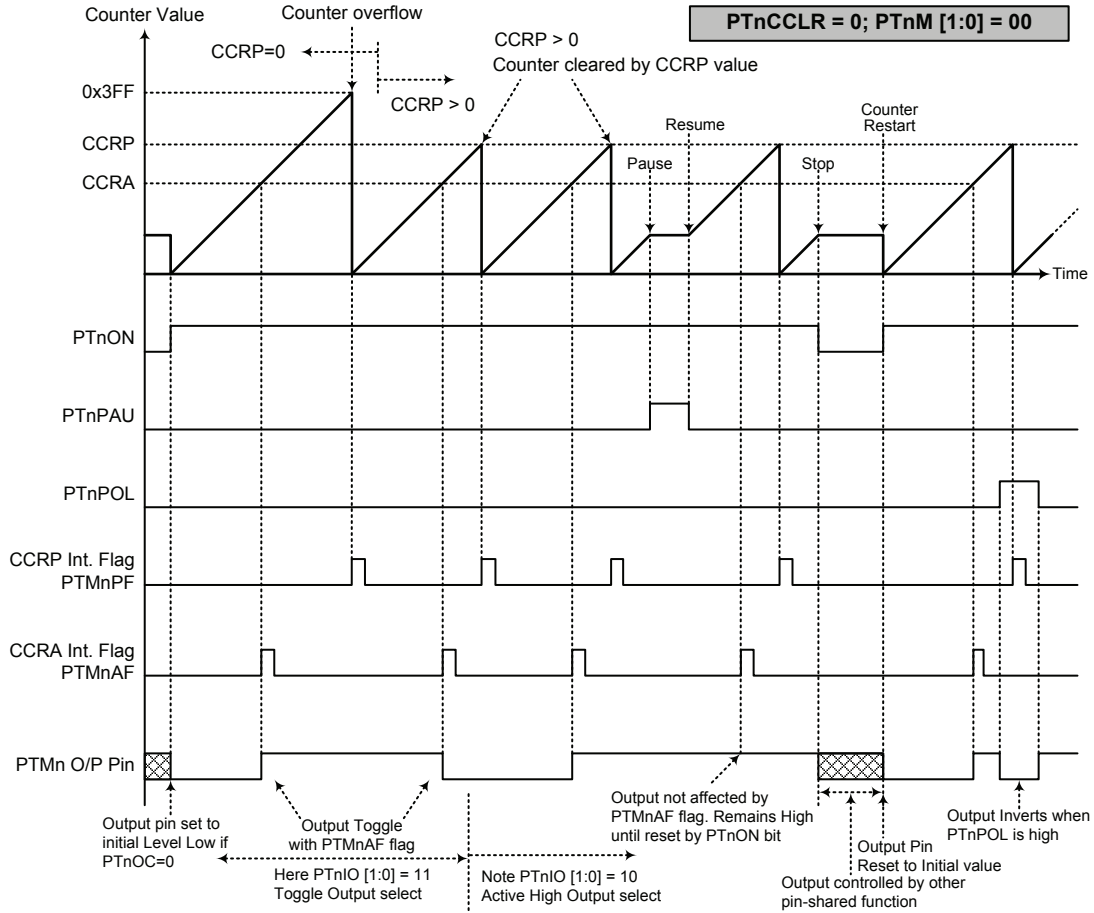 Counter Value
Counter overflow
PTnCCLR = 0; PTnM [1:0] = 00
CCRP=0
CCRP > 0
CCRP > 0
Counter cleared by CCRP value
0x3FF
CCRP
CCRA
Pause
Resume
Stop
Counter
Restart
Time
PTnON
PTnPAU
PTnPOL
CCRP Int. Flag
PTMnPF
CCRA Int. Flag
PTMnAF
PTMn O/P Pin
Output pin set to
initial Level Low if
PTnOC=0
Output Toggle
with PTMnAF flag
Here PTnIO [1:0] = 11
Toggle Output select
Note PTnIO [1:0] = 10
Active High Output select
Output not affected by
PTMnAF flag. Remains High
until reset by PTnON bit
Output Pin
Reset to Initial value
Output controlled by other
pin-shared function
Output Inverts when
PTnPOL is high